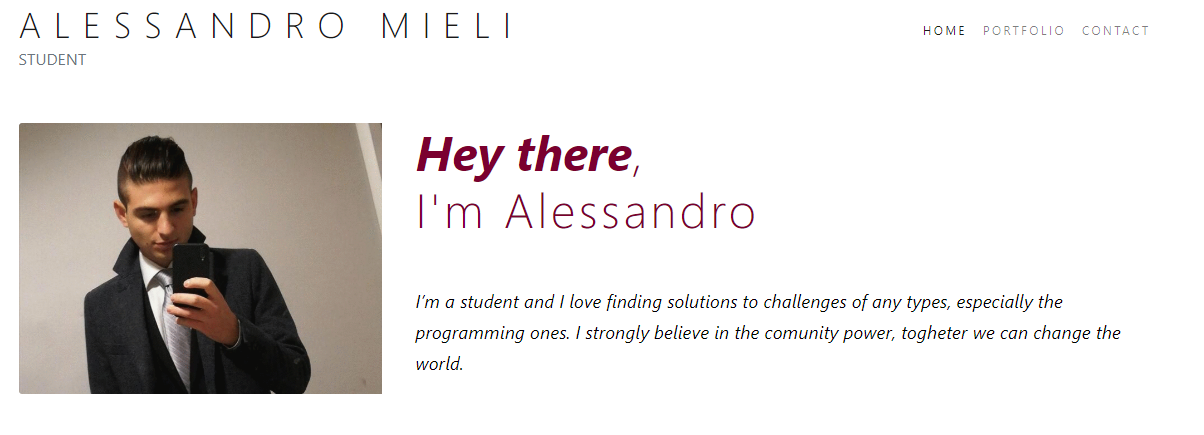 ALESSANDRO MIELI
HOME PORTFOLIO CONTACT
STUDENT
Hey there,
I'm Alessandro
I'm a student and I love finding solutions to challenges of any types, especially the
programming ones. I strongly believe in the comunity power, togheter we can change the
world.